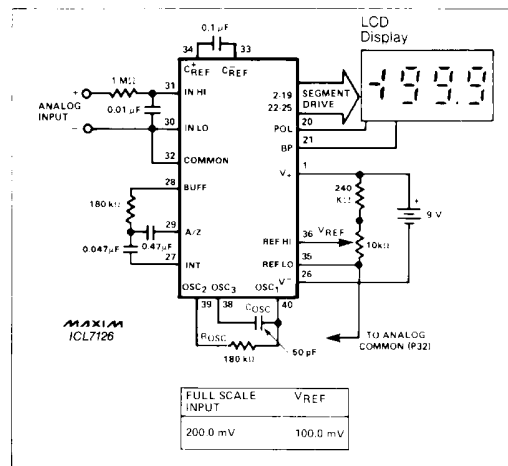 LCD
Display
0.1 µF
34
33
C+REF
C−REF
1 MΩ
+
ANALOG
INPUT
−
0.01 µF
31
IN HI
30
IN LO
32
COMMON
28
BUFF
180 kΩ
29
A/Z
0.47µF
0.047µF
27
INT
2-19
22-25
SEGMENT
DRIVE
20
POL
21
BP
-199.9
1
V+
240
KΩ
+
9 V
36
VREF
REF HI
10kΩ
35
REF LO
26
V−
OSC2
OSC3
OSC1
39
38
40
COSC
ROSC
180 kΩ
50 pF
TO ANALOG
COMMON (P32)
MAXIM
ICL7126
FULL SCALE INPUT
VREF
200.0 mV
100.0 mV